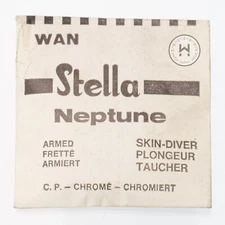 WAN
Stella
Neptune
ARMED
FRETTÉ
ARMIERT
SKIN-DIVER
PLONGEUR
TAUCHER
C. P. – CHROMÉ – CHROMIERT